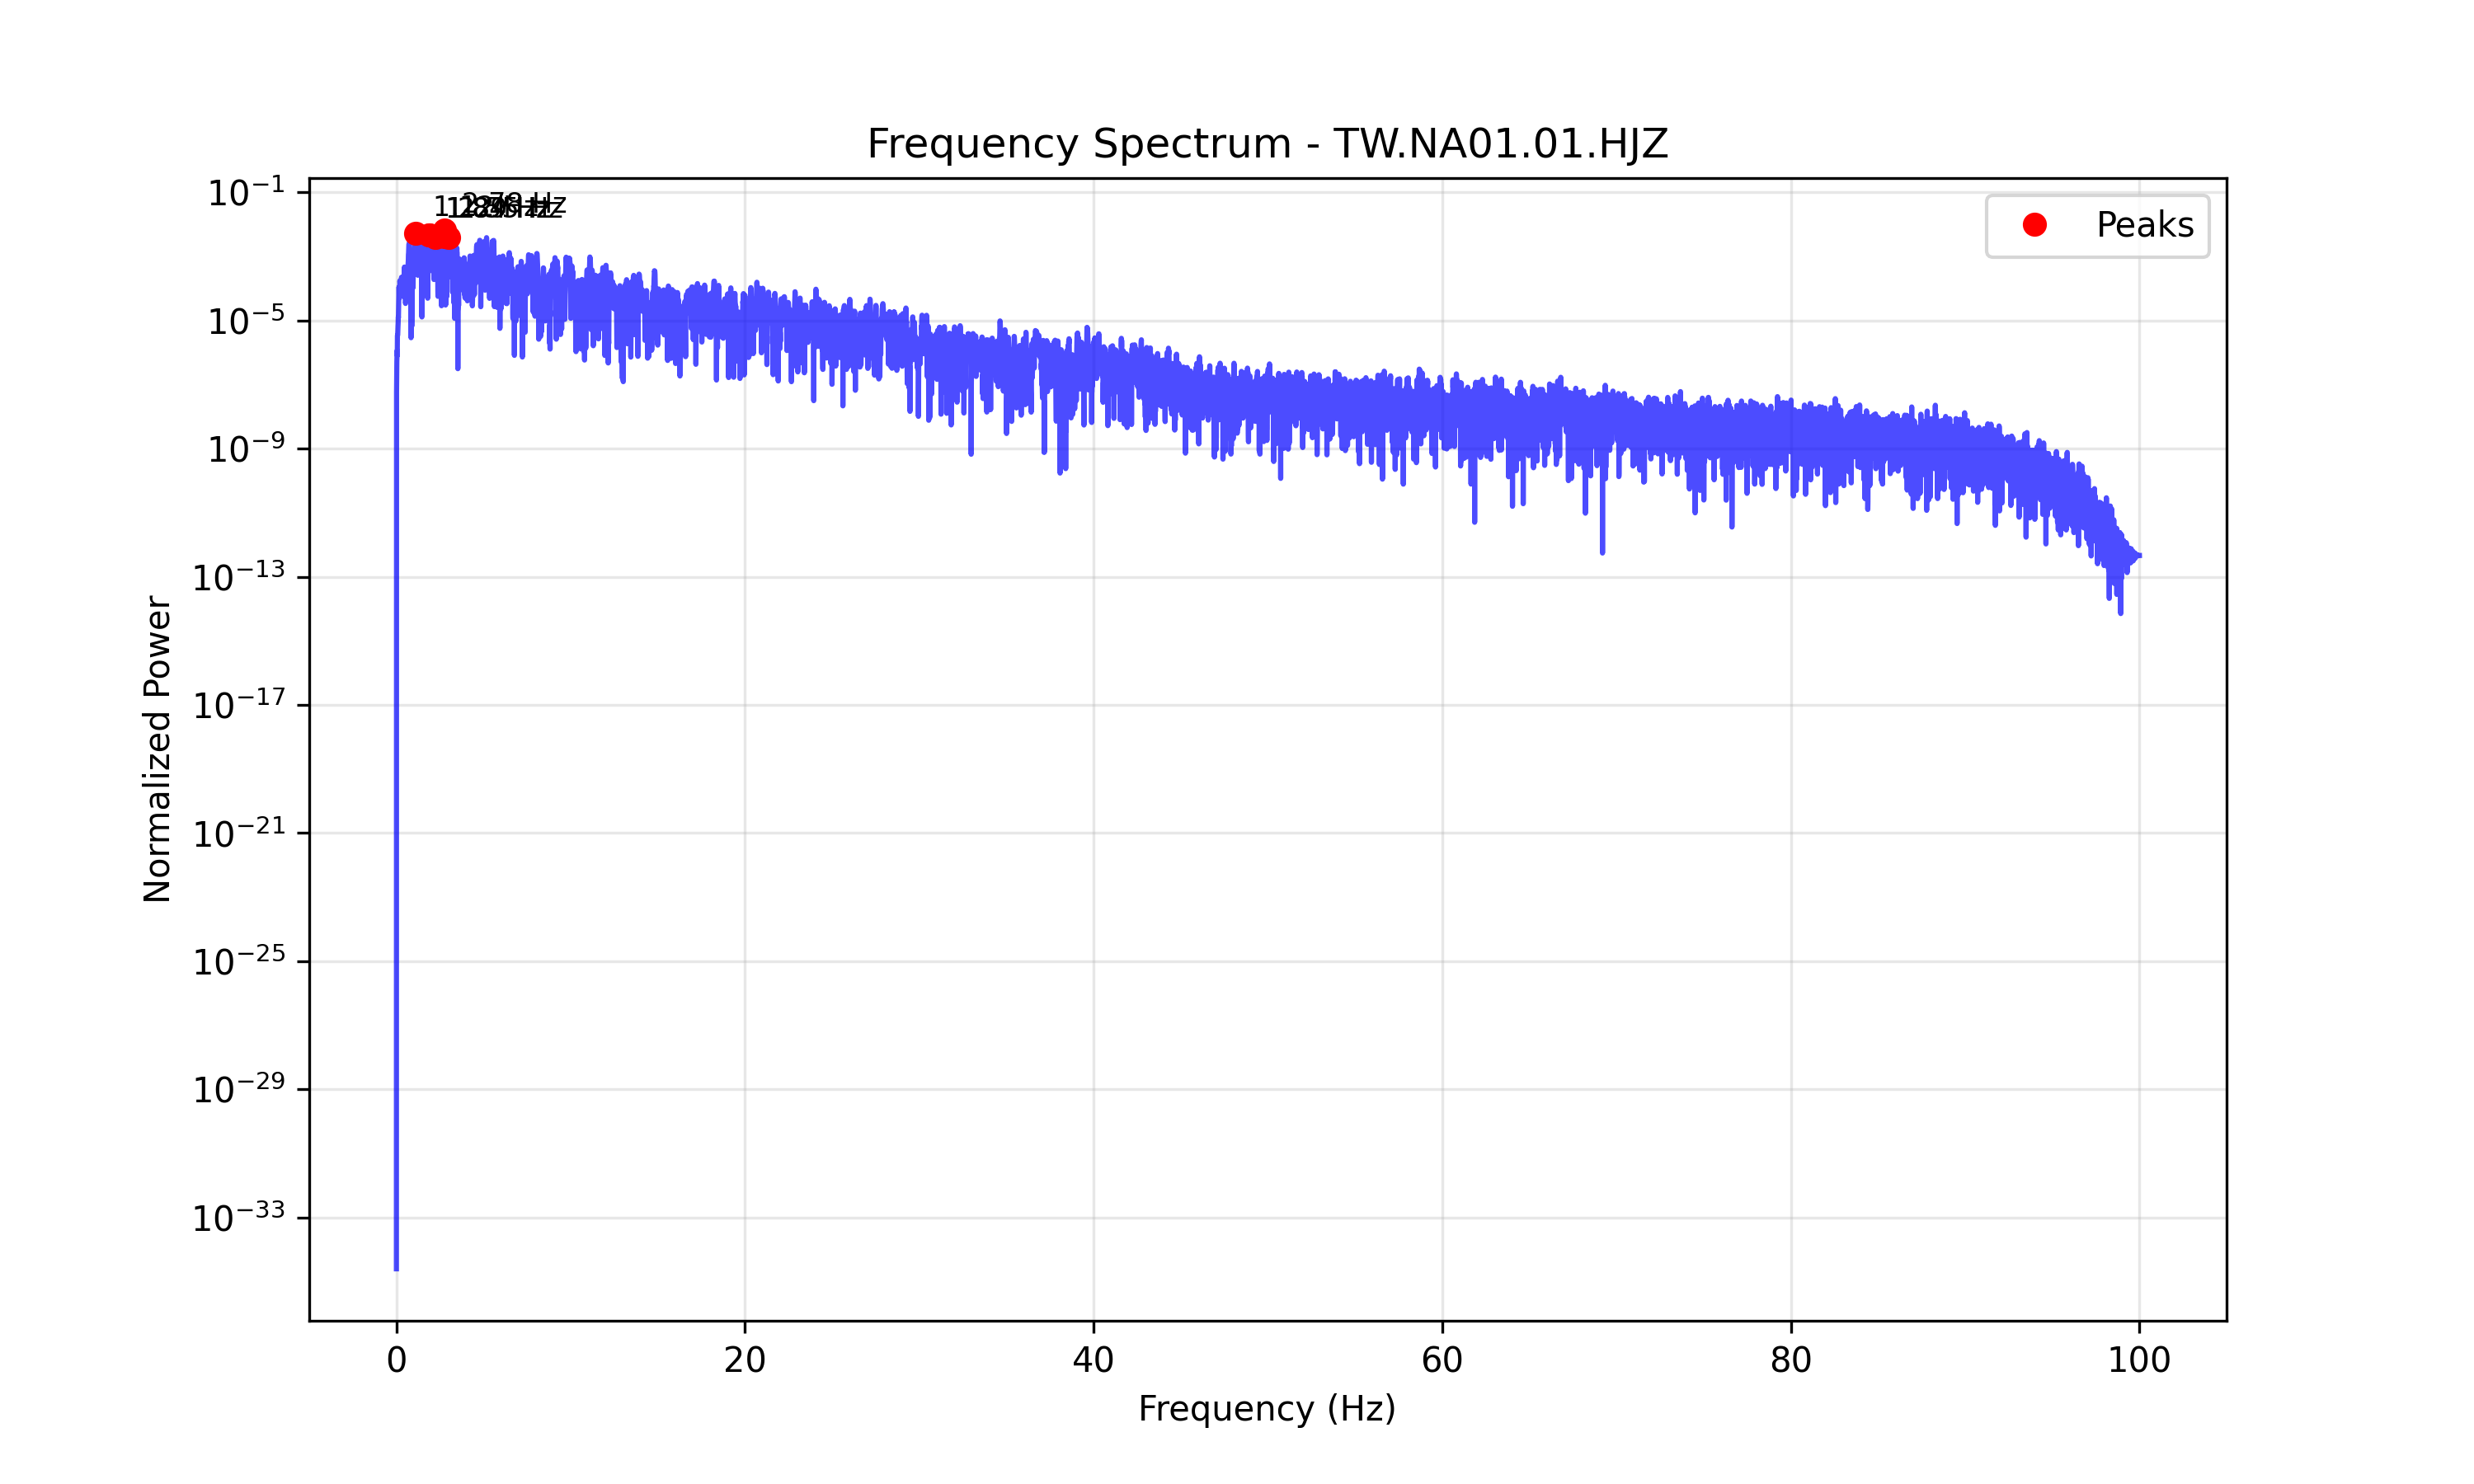 Frequency Spectrum - TW.NA01.01.HJZ
Peaks
Normalized Power
10⁻¹
10⁻⁵
10⁻⁹
10⁻¹³
10⁻¹⁷
10⁻²¹
10⁻²⁵
10⁻²⁹
10⁻³³
0 20 40 60 80 100
Frequency (Hz)